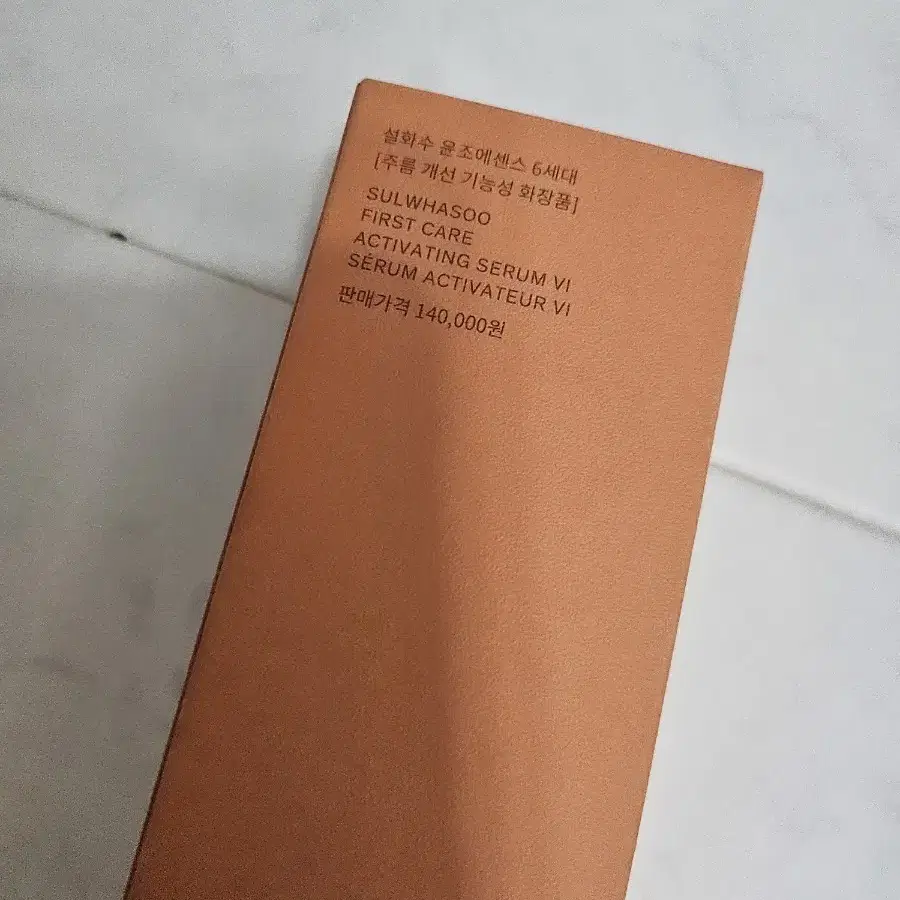 설화수 윤조에센스 6세대
[주름 개선 기능성 화장품]
SULWHASOO
FIRST CARE
ACTIVATING SERUM VI
SÉRUM ACTIVATEUR VI
판매가격 140,000원